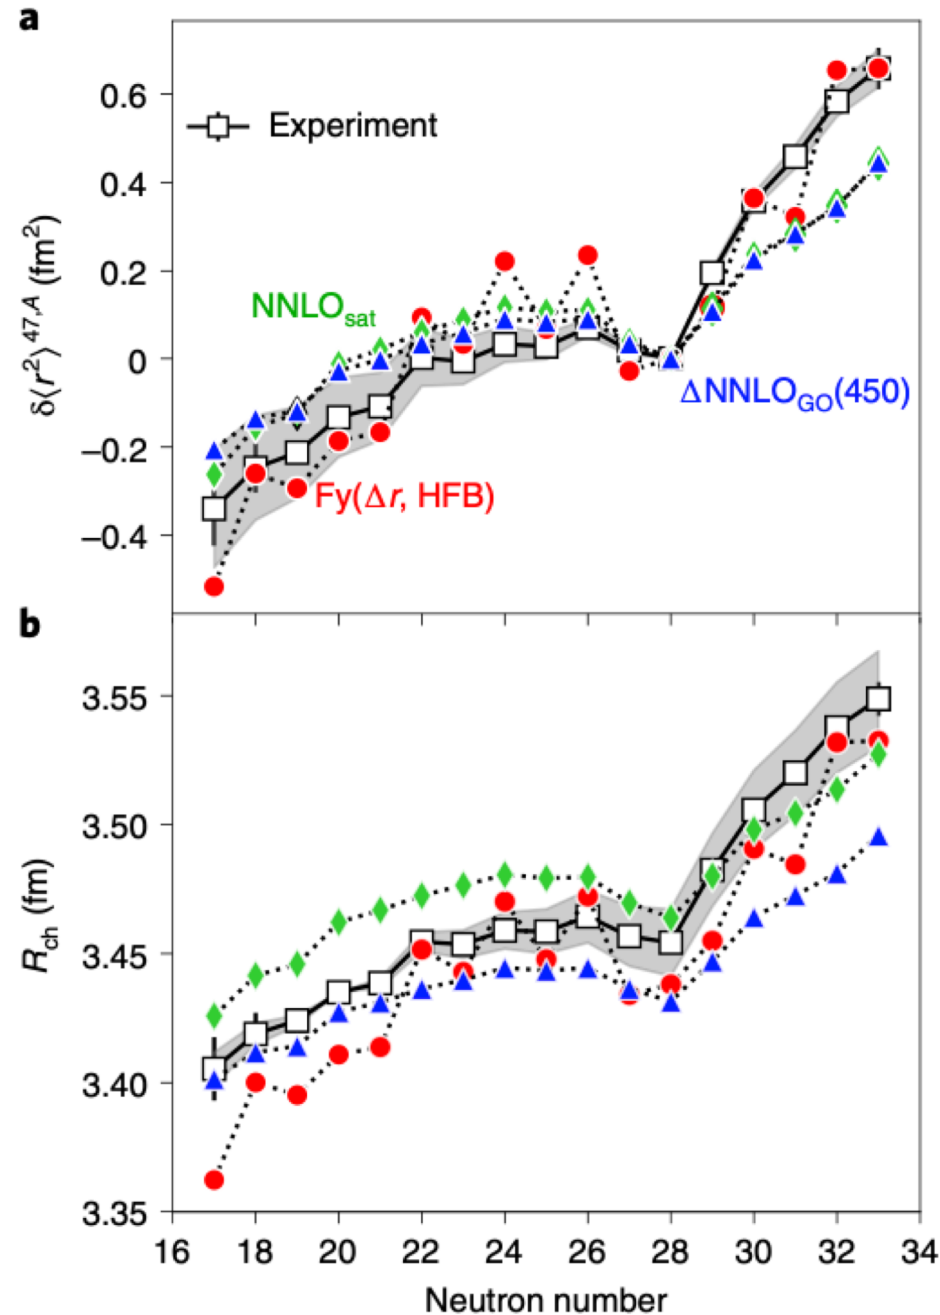 a
δ⟨r²⟩⁴⁷,ᴬ (fm²)
0.6
0.4
0.2
0
−0.2
−0.4
Experiment
NNLOsat
ΔNNLOGO(450)
Fy(Δr, HFB)
b
Rch (fm)
3.55
3.50
3.45
3.40
3.35
16 18 20 22 24 26 28 30 32 34
Neutron number